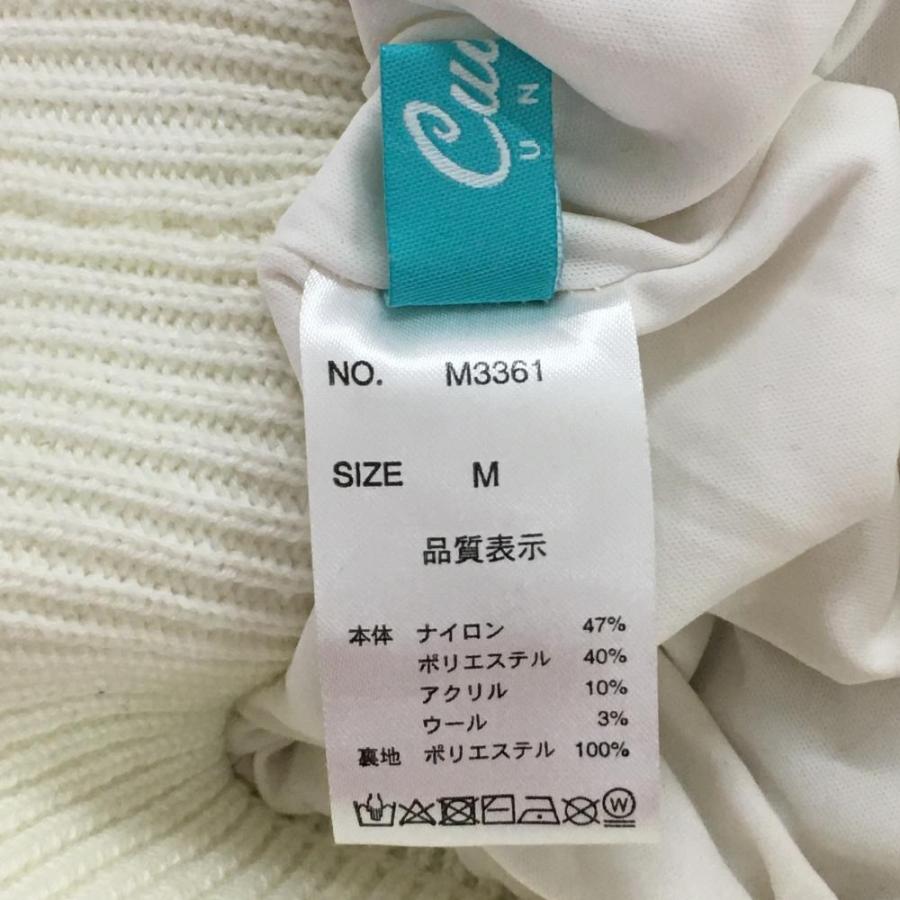 NO. M3361
SIZE M
品質表示
本体 ナイロン 47%
ポリエステル 40%
アクリル 10%
ウール 3%
裏地 ポリエステル 100%
W